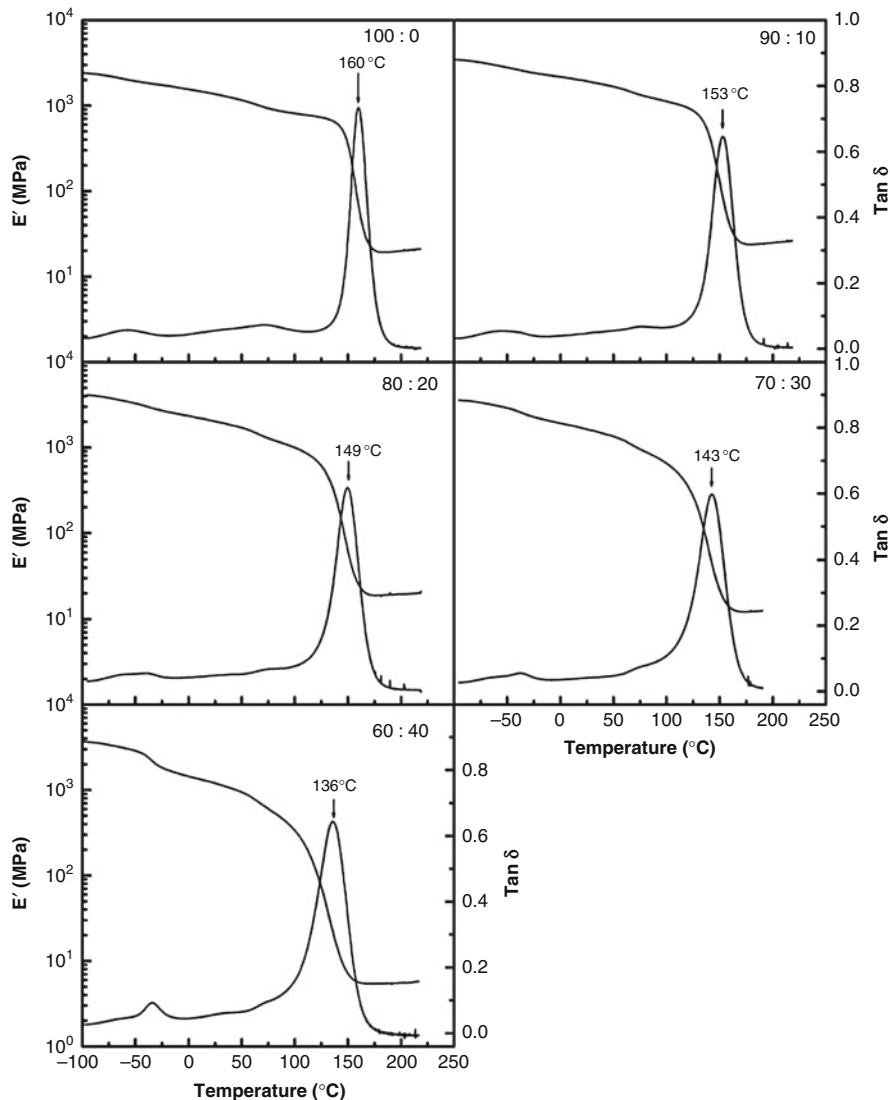 100 : 0
90 : 10
160 °C
153 °C
10⁴
10³
10²
10¹
10⁴
E′ (MPa)
1.0
0.8
0.6
0.4
0.2
0.0
Tan δ
80 : 20
70 : 30
149 °C
143 °C
10³
10²
10¹
10⁴
E′ (MPa)
1.0
0.8
0.6
0.4
0.2
0.0
Tan δ
−50 0 50 100 150 200 250
Temperature (°C)
60 : 40
136°C
10³
10²
10¹
10⁰
E′ (MPa)
0.8
0.6
0.4
0.2
0.0
Tan δ
−100 −50 0 50 100 150 200 250
Temperature (°C)